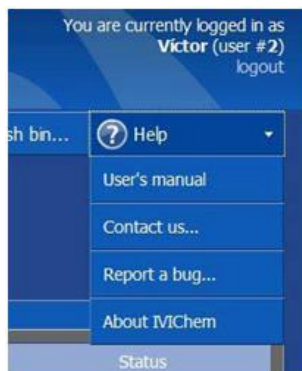 You are currently logged in as
Víctor (user #2)
logout
sh bin...
Help
User's manual
Contact us...
Report a bug...
About IVIChem
Status